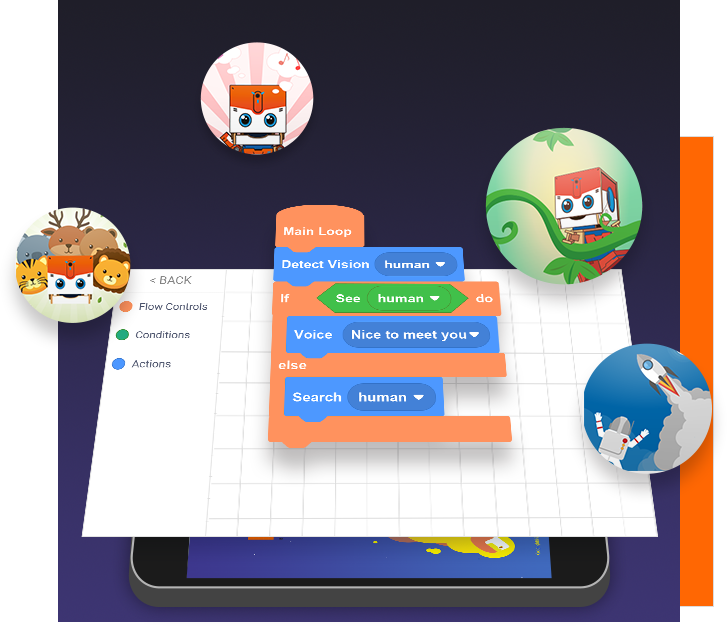 Main Loop
Detect Vision human
If See human do
Voice Nice to meet you
else
Search human
< BACK
Flow Controls
Conditions
Actions